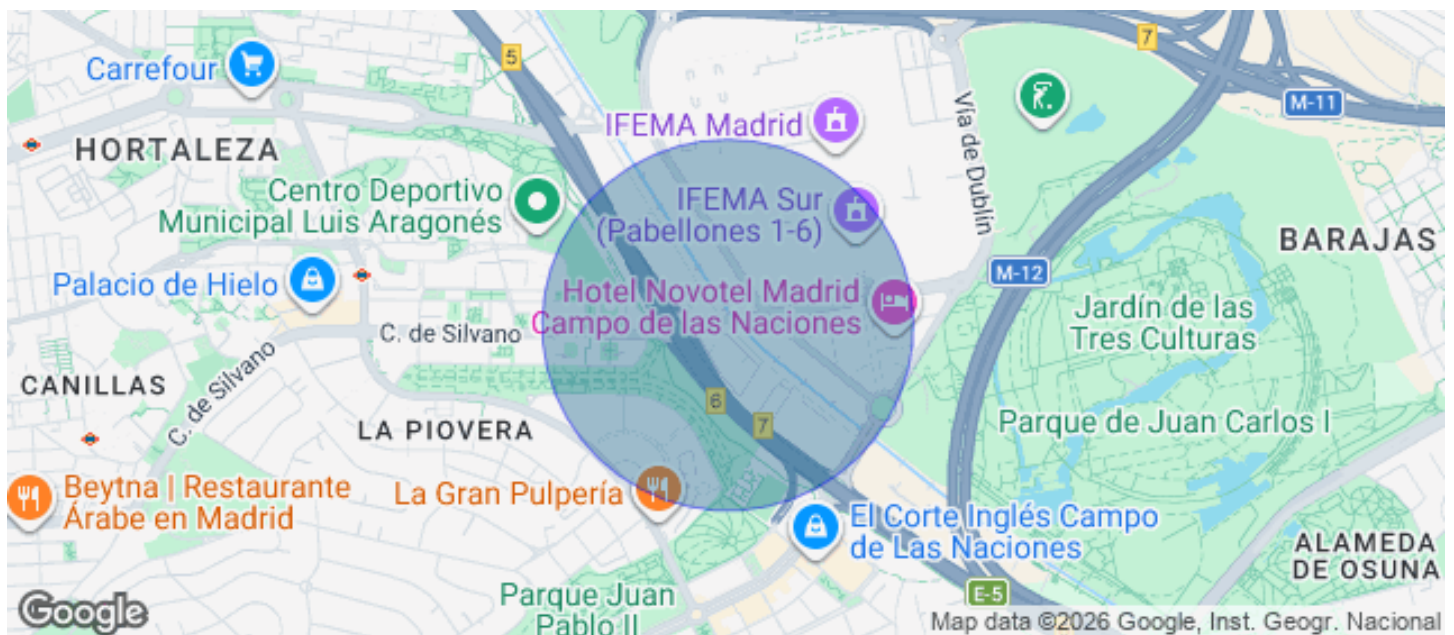 5
7
Carrefour
M-11
IFEMA Madrid
Vía de Dublín
HORTALEZA
Centro Deportivo
Municipal Luis Aragonés
IFEMA Sur
(Pabellones 1-6)
BARAJAS
Palacio de Hielo
M-12
Hotel Novotel Madrid
Campo de las Naciones
Jardín de las
Tres Culturas
C. de Silvano
CANILLAS
C. de Silvano
6
7
LA PIOVERA
Parque de Juan Carlos I
Beytna | Restaurante
Árabe en Madrid
La Gran Pulpería
El Corte Inglés Campo
de Las Naciones
ALAMEDA
DE OSUNA
Parque Juan
Pablo II
E-5
Google
Map data ©2026 Google, Inst. Geogr. Nacional